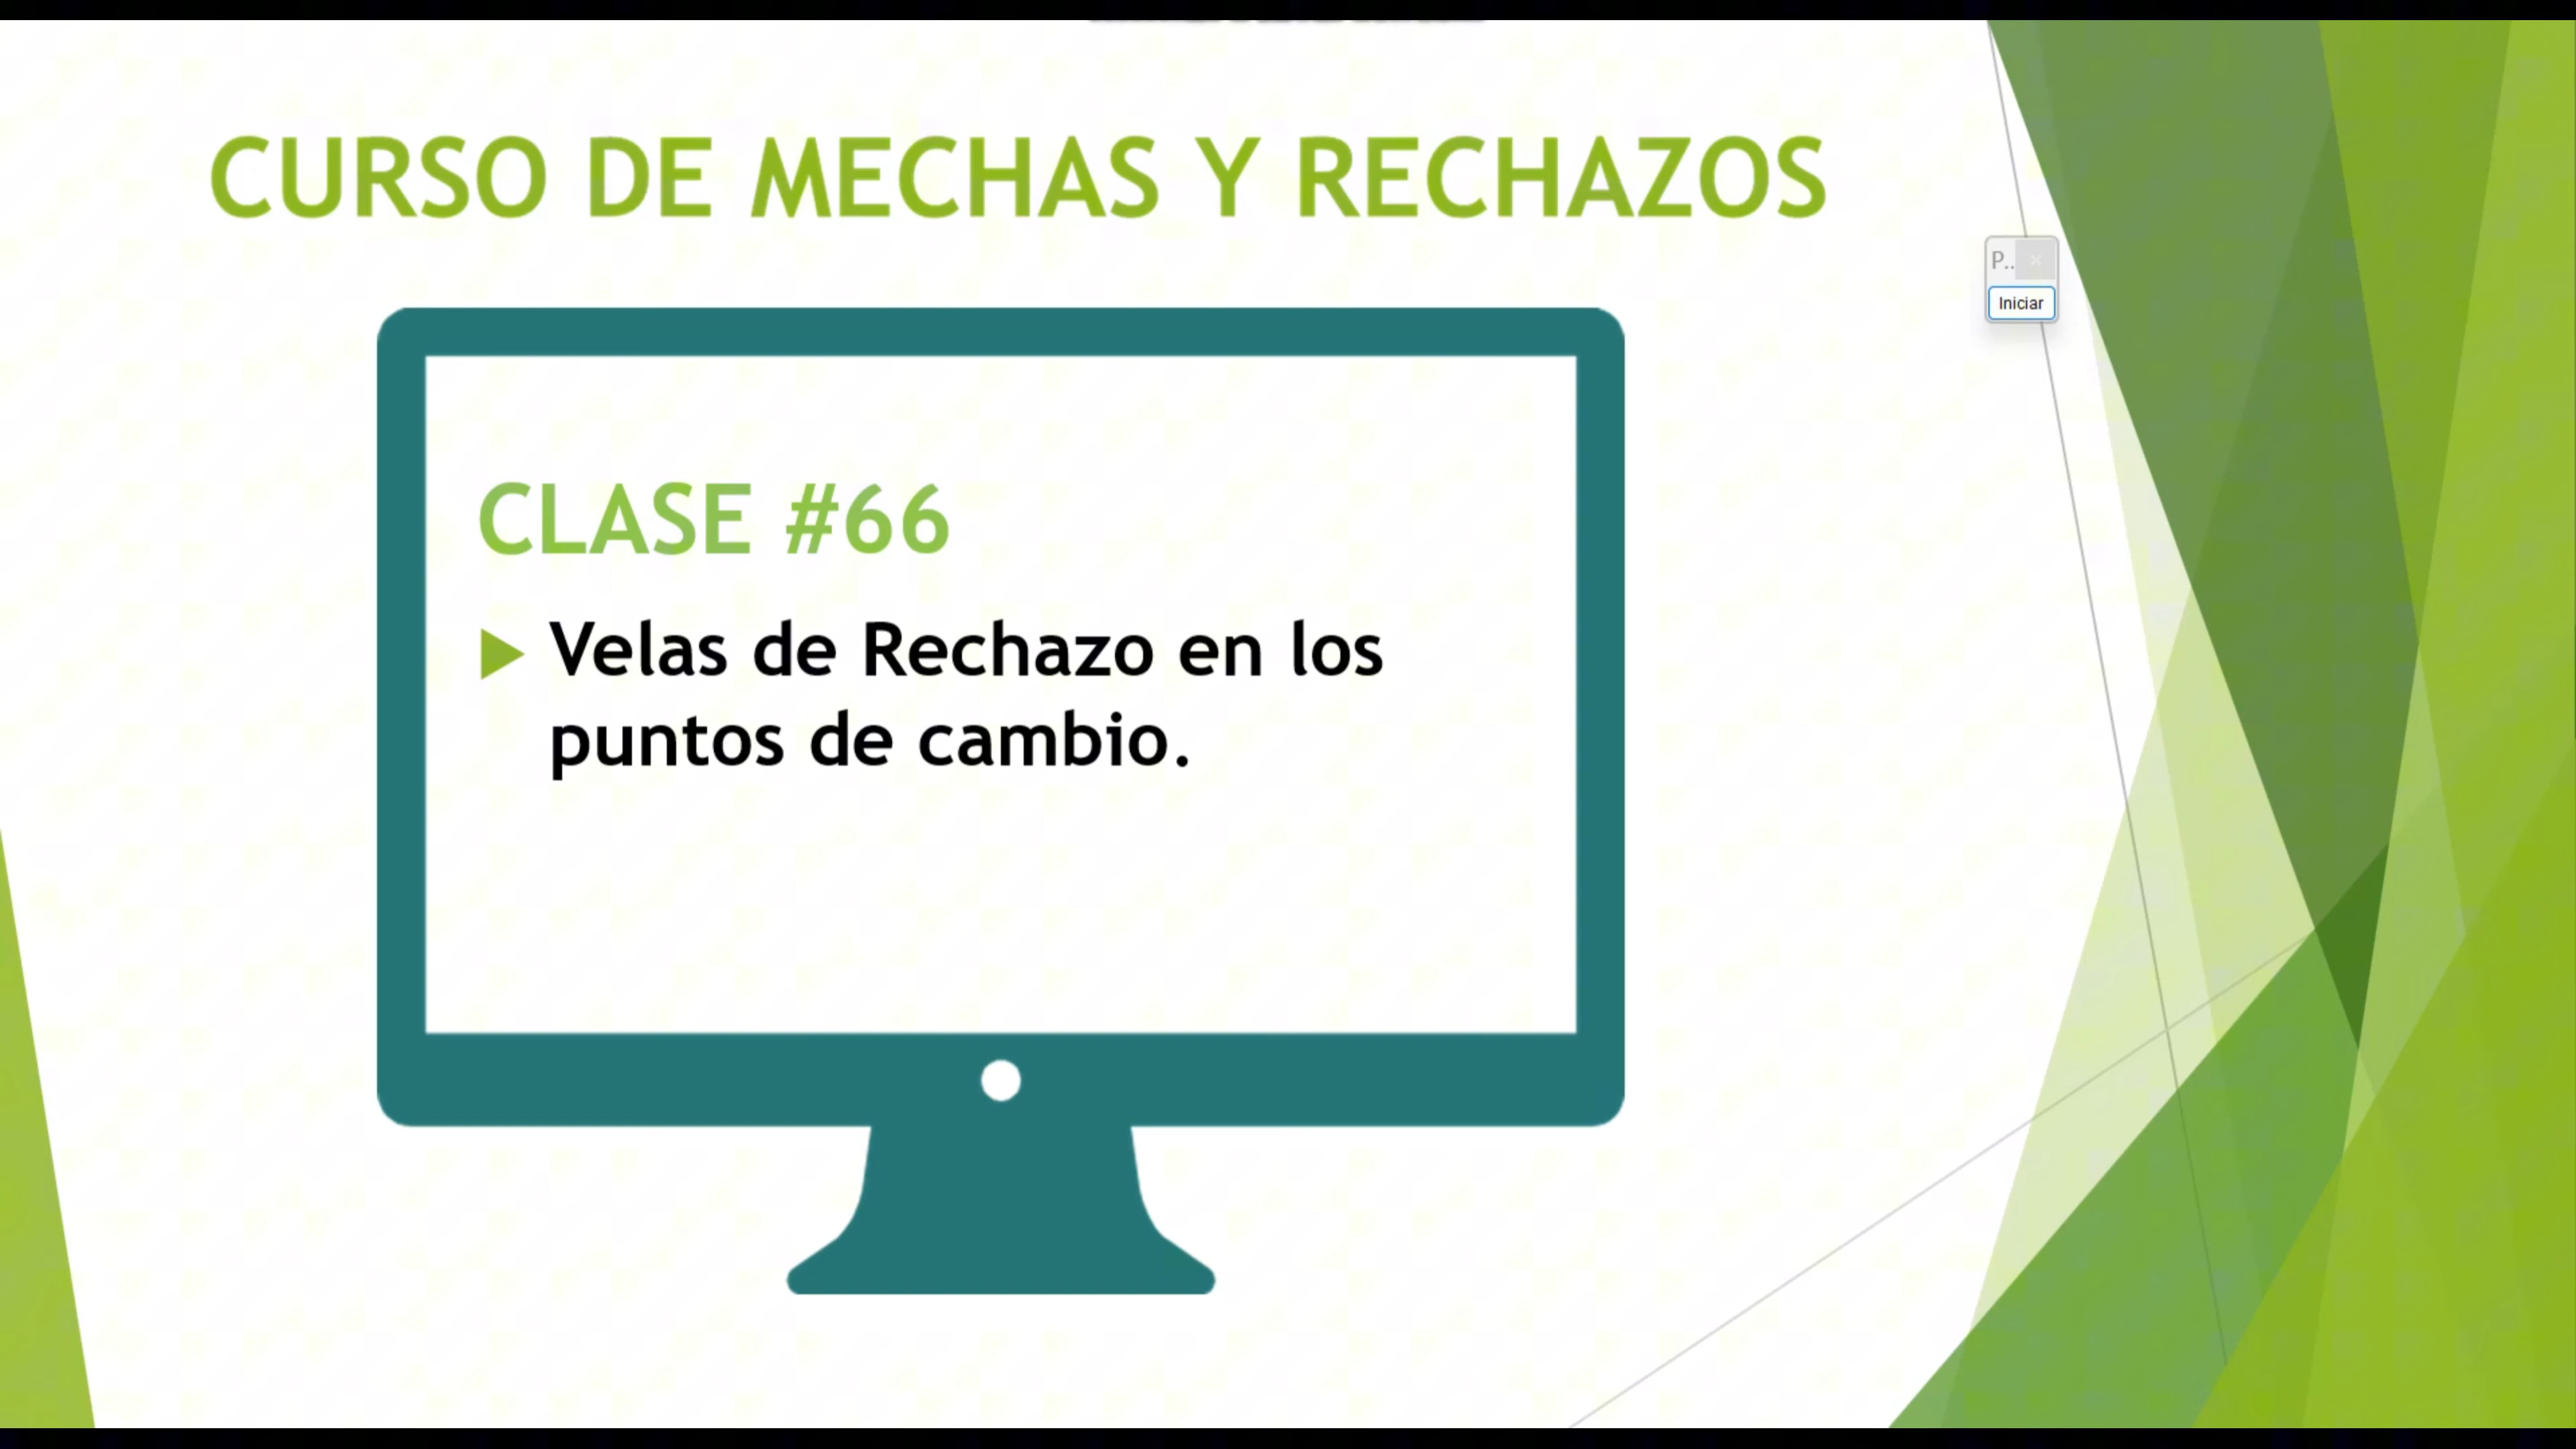 CURSO DE MECHAS Y RECHAZOS
P..
Iniciar
CLASE #66
Velas de Rechazo en los
puntos de cambio.